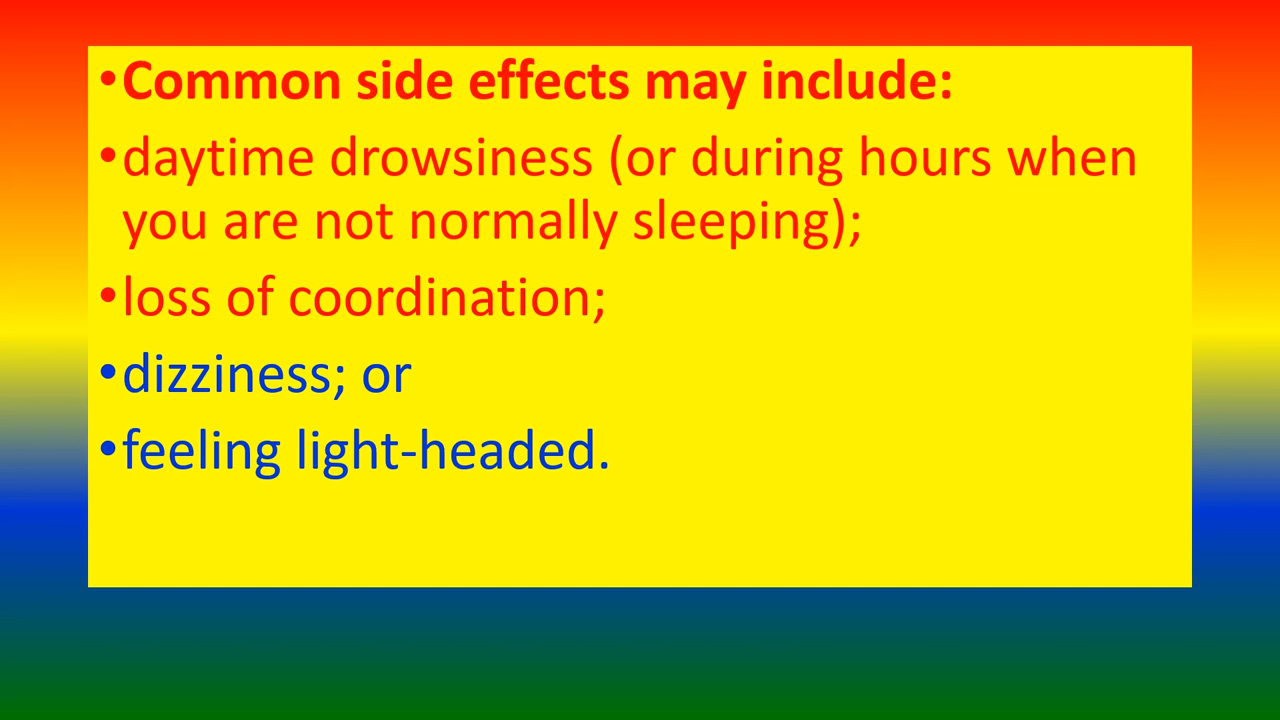 •Common side effects may include:
•daytime drowsiness (or during hours when
you are not normally sleeping);
•loss of coordination;
•dizziness; or
•feeling light-headed.